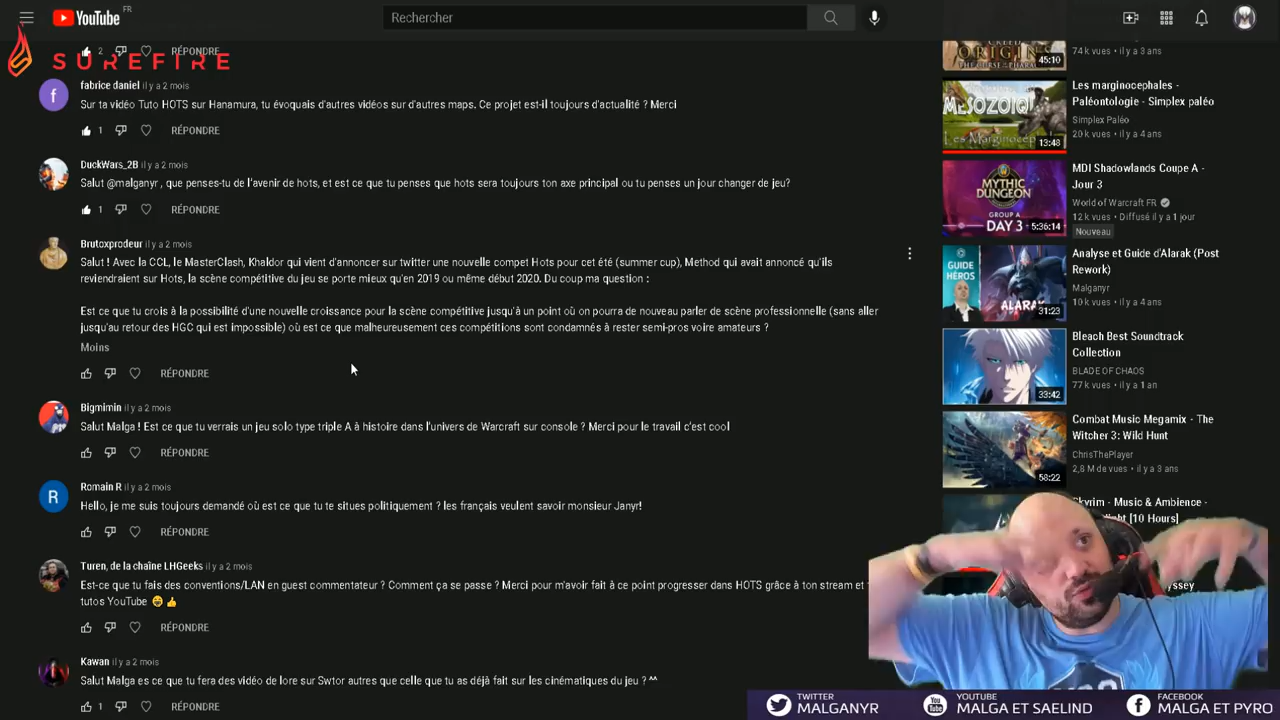 YouTube FR
Rechercher
SUREFIRE
2 RÉPONDRE
fabrice daniel il y a 2 mois
f
Sur ta vidéo Tuto HOTS sur Hanamura, tu évoquais d'autres vidéos sur d'autres maps. Ce projet est-il toujours d'actualité ? Merci
1 RÉPONDRE
DuckWars_2B il y a 2 mois
Salut @malganyr , que penses-tu de l'avenir de hots, et est ce que tu penses que hots sera toujours ton axe principal ou tu penses un jour changer de jeu?
1 RÉPONDRE
Brutoxprodeur il y a 2 mois
Salut ! Avec la CCL, le MasterClash, Khaldor qui vient d'annoncer sur twitter une nouvelle compet Hots pour cet été (summer cup), Method qui avait annoncé qu'ils
reviendraient sur Hots, la scène compétitive du jeu se porte mieux qu'en 2019 ou même début 2020. Du coup ma question :
Est ce que tu crois à la possibilité d'une nouvelle croissance pour la scène compétitive jusqu'à un point où on pourra de nouveau parler de scène professionnelle (sans aller
jusqu'au retour des HGC qui est impossible) où est ce que malheureusement ces compétitions sont condamnés à rester semi-pros voire amateurs ?
Moins
RÉPONDRE
Bigmimin il y a 2 mois
Salut Malga ! Est ce que tu verrais un jeu solo type triple A à histoire dans l'univers de Warcraft sur console ? Merci pour le travail c'est cool
RÉPONDRE
Romain R il y a 2 mois
R
Hello, je me suis toujours demandé où est ce que tu te situes politiquement ? les français veulent savoir monsieur Janyr!
RÉPONDRE
Turen, de la chaîne LHGeeks il y a 2 mois
Est-ce que tu fais des conventions/LAN en guest commentateur ? Comment ça se passe ? Merci pour m'avoir fait à ce point progresser dans HOTS grâce à ton stream et
tutos YouTube 😄👍
RÉPONDRE
Kawan il y a 2 mois
Salut Malga es ce que tu fera des vidéo de lore sur Swtor autres que celle que tu as déjà fait sur les cinématiques du jeu ? ^^
1 RÉPONDRE
ORIGINS
45:10
74 k vues • il y a 3 ans
Les marginocephales -
Paléontologie - Simplex paléo
Simplex Paléo
20 k vues • il y a 4 ans
13:48
MDI Shadowlands Coupe A -
Jour 3
World of Warcraft FR
12 k vues • Diffusé il y a 1 jour
Nouveau
MYTHIC
DUNGEON
GROUP A
DAY 3
5:36:14
Analyse et Guide d'Alarak (Post
Rework)
Malganyr
10 k vues • il y a 4 ans
GUIDE
HÉROS
ALARAK
31:23
Bleach Best Soundtrack
Collection
BLADE OF CHAOS
77 k vues • il y a 1 an
33:42
Combat Music Megamix - The
Witcher 3: Wild Hunt
ChrisThePlayer
2,8 M de vues • il y a 3 ans
58:22
Skyrim - Music & Ambience -
[10 Hours]
TWITTER
MALGANYR
YOUTUBE
MALGA ET SAELIND
FACEBOOK
MALGA ET PYRO